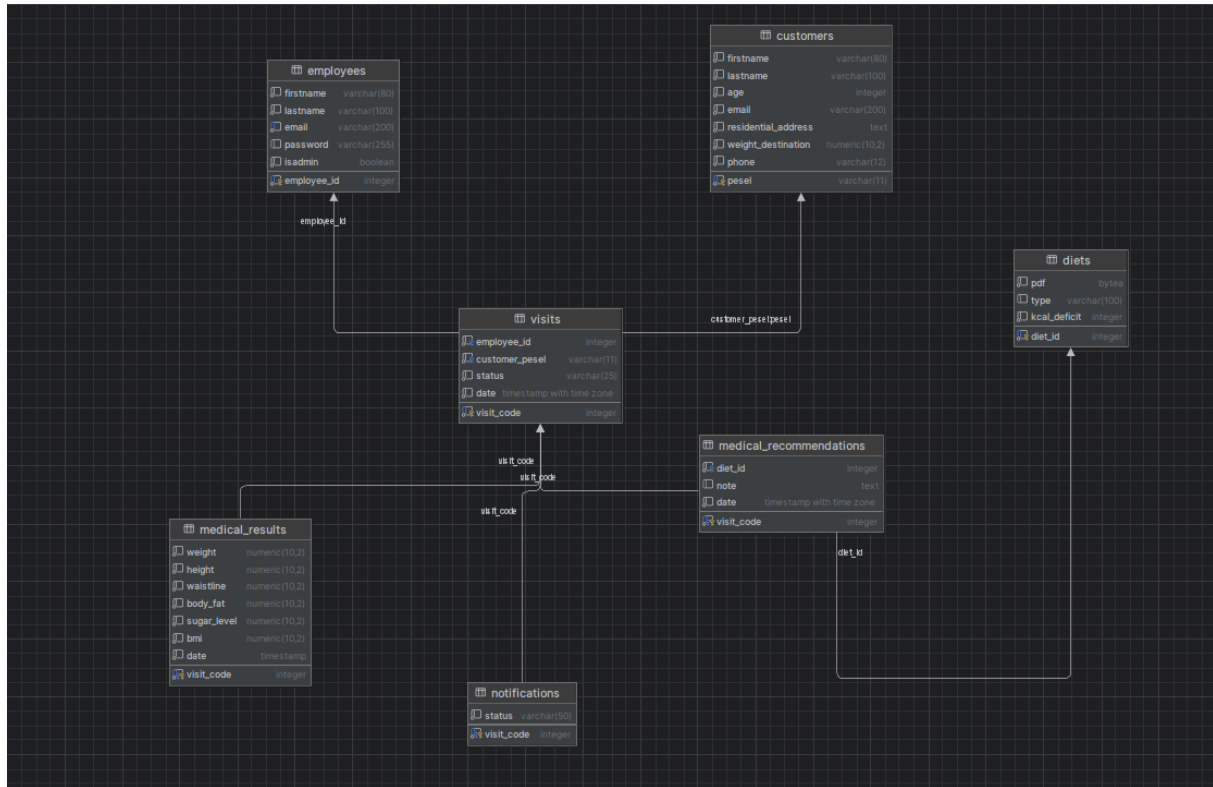 customers
firstname varchar(80)
lastname varchar(100)
age integer
email varchar(200)
residential_address text
weight_destination numeric(10,2)
phone varchar(12)
pesel varchar(11)
employees
firstname varchar(80)
lastname varchar(100)
email varchar(200)
password varchar(255)
isadmin boolean
employee_id integer
employee_id
customer_pesel:pesel
diets
pdf bytea
type varchar(100)
kcal_deficit integer
diet_id integer
visits
employee_id integer
customer_pesel varchar(11)
status varchar(25)
date timestamp with time zone
visit_code integer
visit_code
visit_code
visit_code
medical_recommendations
diet_id integer
note text
date timestamp with time zone
visit_code integer
diet_id
medical_results
weight numeric(10,2)
height numeric(10,2)
waistline numeric(10,2)
body_fat numeric(10,2)
sugar_level numeric(10,2)
bmi numeric(10,2)
date timestamp
visit_code integer
notifications
status varchar(50)
visit_code integer